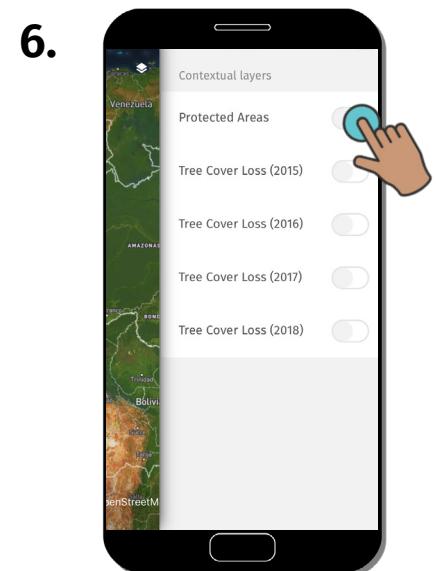 6.
Contextual layers
Venezuela
Protected Areas
Tree Cover Loss (2015)
Tree Cover Loss (2016)
AMAZONAS
Tree Cover Loss (2017)
Tree Cover Loss (2018)
Trinidad
Bolivi
enStreetM